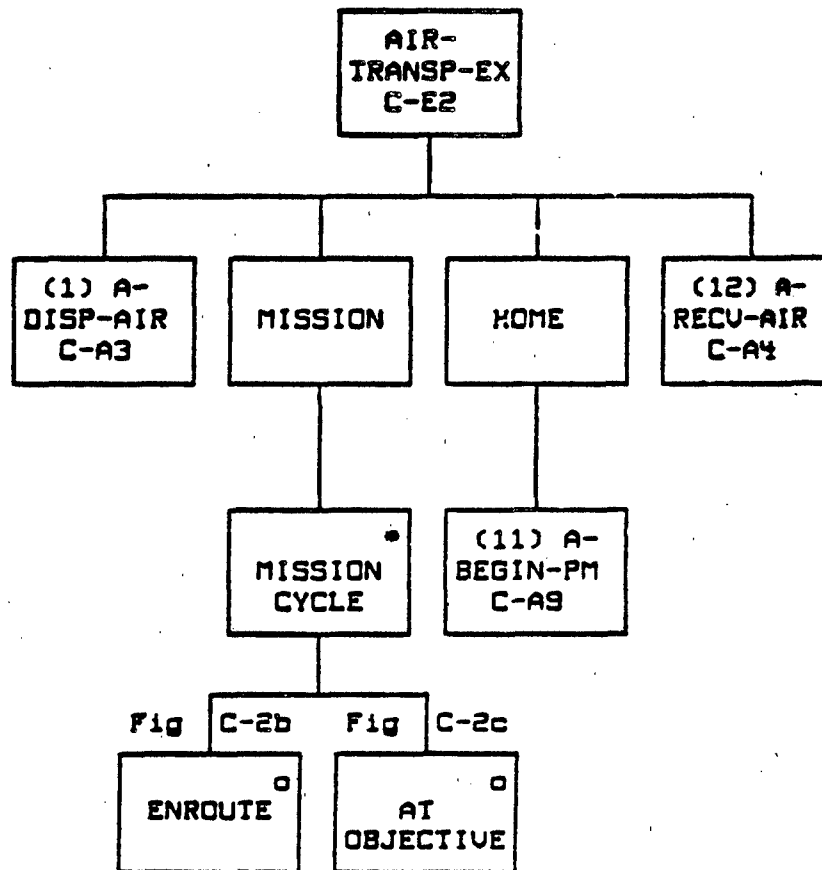 AIR-
TRANSP-EX
C-E2
(1) A-
DISP-AIR
C-A3
MISSION
HOME
(12) A-
RECV-AIR
C-A4
*
MISSION
CYCLE
(11) A-
BEGIN-PM
C-A9
Fig C-2b
Fig C-2c
o
ENROUTE
o
AT
OBJECTIVE